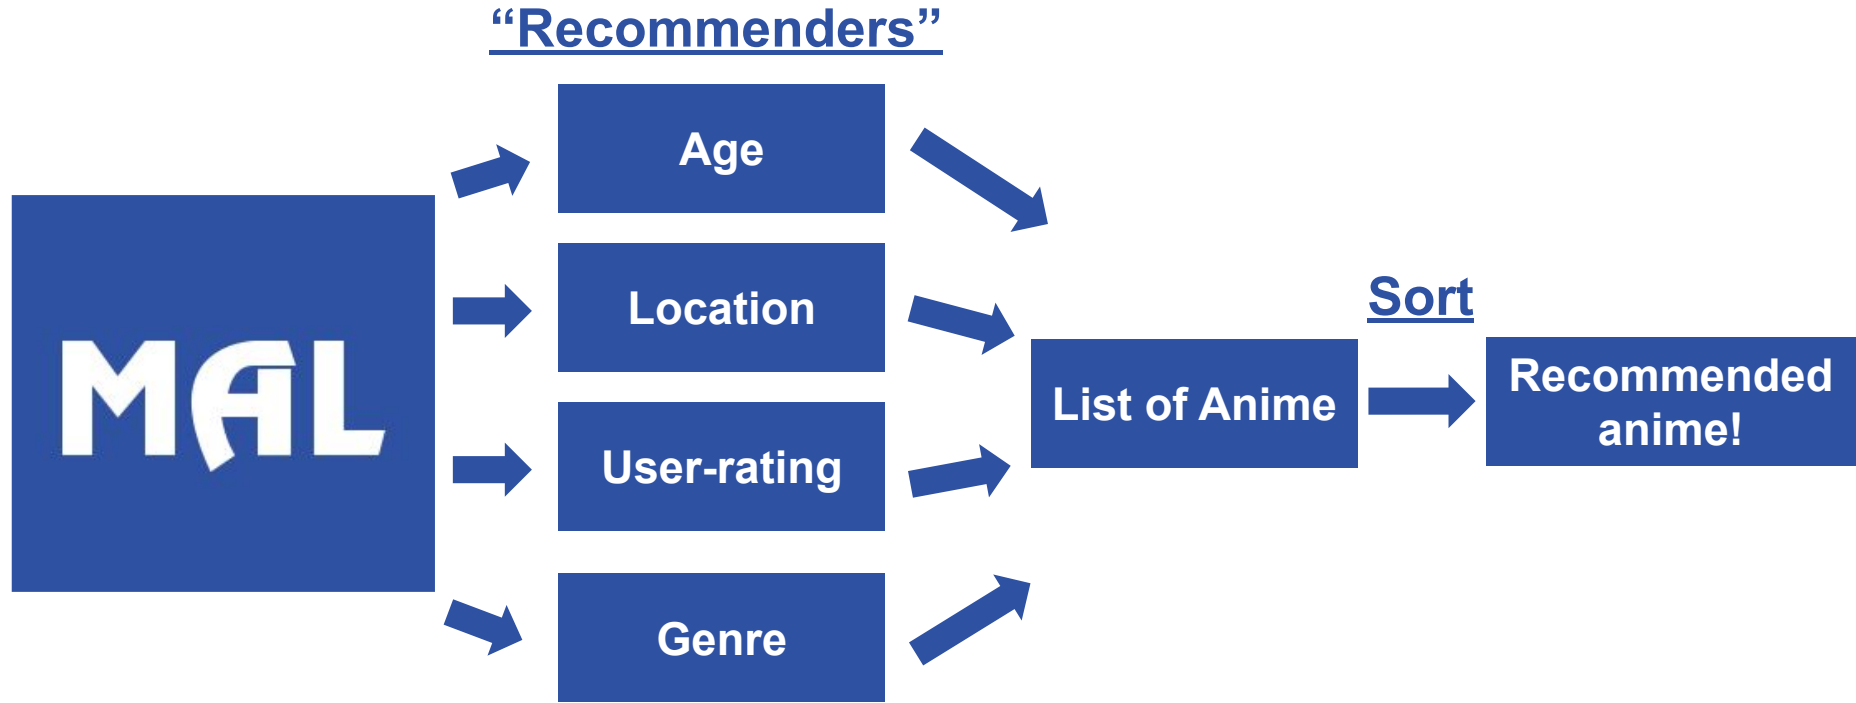 “Recommenders”
MAL
Age
Location
User-rating
Genre
List of Anime
Sort
Recommended
anime!